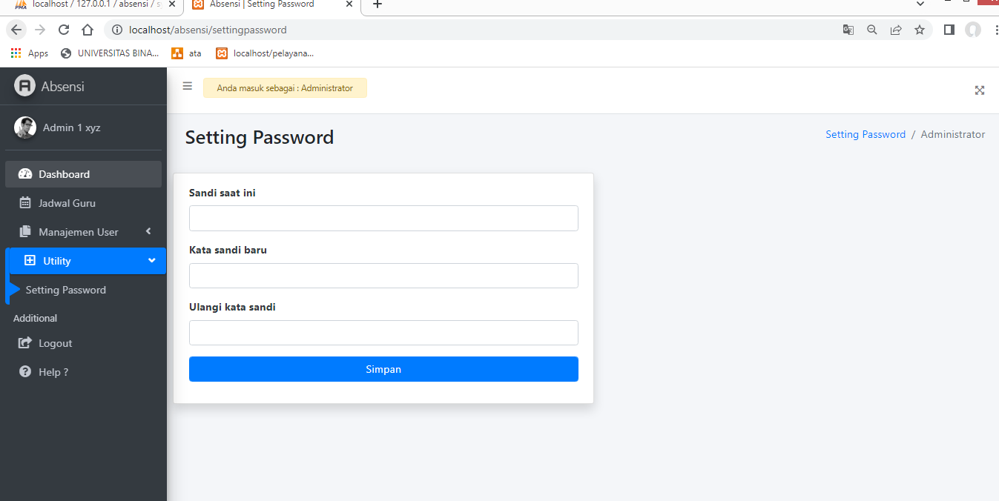 localhost / 127.0.0.1 / absensi /
Absensi | Setting Password
localhost/absensi/settingpassword
Apps
UNIVERSITAS BINA...
ata
localhost/pelayana...
Absensi
Anda masuk sebagai : Administrator
Admin 1 xyz
Setting Password
Setting Password / Administrator
Dashboard
Jadwal Guru
Manajemen User
Utility
Setting Password
Additional
Logout
Help ?
Sandi saat ini
Kata sandi baru
Ulangi kata sandi
Simpan